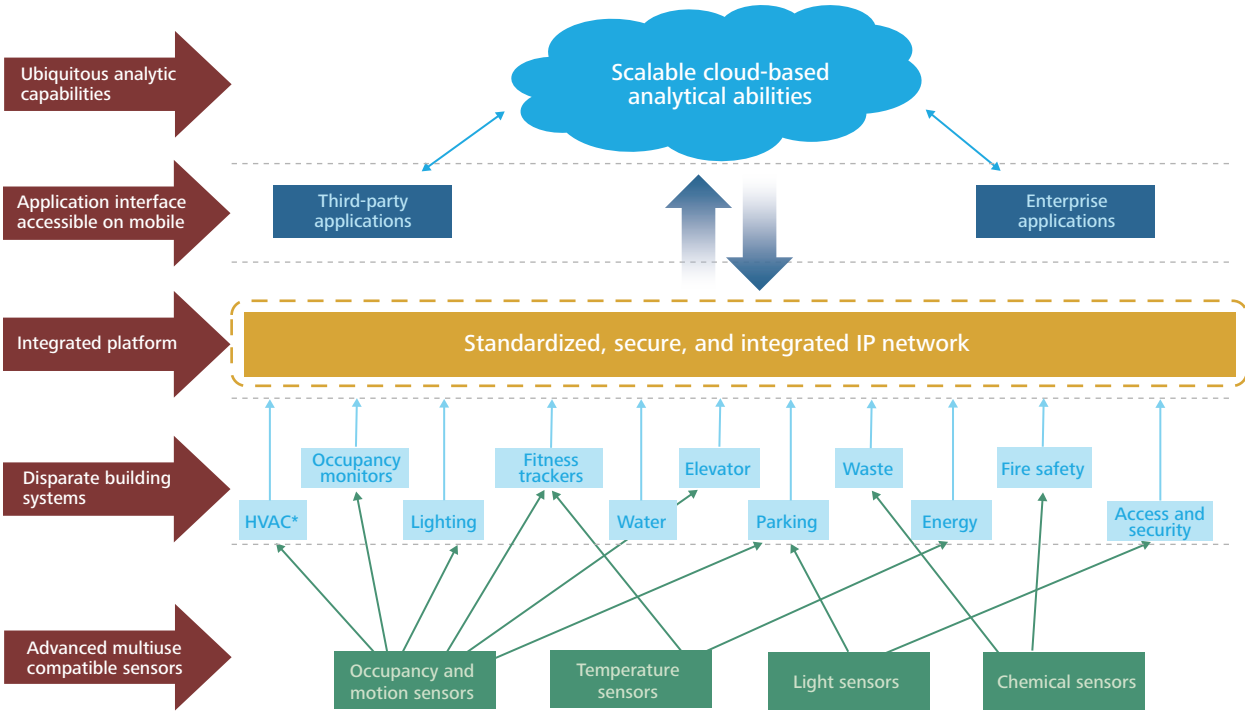 Ubiquitous analytic
capabilities
Scalable cloud-based
analytical abilities
Application interface
accessible on mobile
Third-party
applications
Enterprise
applications
Integrated platform
Standardized, secure, and integrated IP network
Disparate building
systems
Occupancy
monitors
Fitness
trackers
Elevator
Waste
Fire safety
HVAC*
Lighting
Water
Parking
Energy
Access and
security
Advanced multiuse
compatible sensors
Occupancy and
motion sensors
Temperature
sensors
Light sensors
Chemical sensors